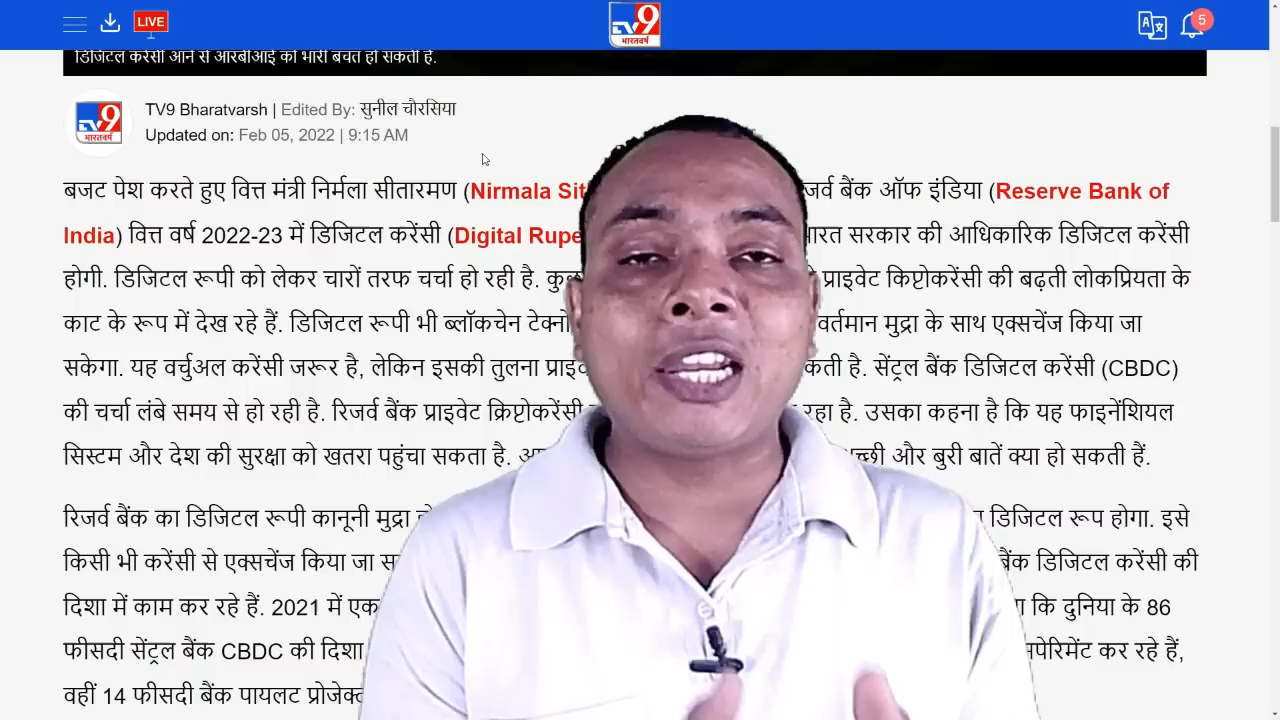 LIVE
TV9
भारतवर्ष
5
डिजिटल करेंसी आने से आरबीआई को भारी बचत हो सकती है.
TV9 Bharatvarsh | Edited By: सुनील चौरसिया
Updated on: Feb 05, 2022 | 9:15 AM
बजट पेश करते हुए वित्त मंत्री निर्मला सीतारमण (Nirmala Sit जर्व बैंक ऑफ इंडिया (Reserve Bank of
India) वित्त वर्ष 2022-23 में डिजिटल करेंसी (Digital Rupe भारत सरकार की आधिकारिक डिजिटल करेंसी
होगी. डिजिटल रूपी को लेकर चारों तरफ चर्चा हो रही है. प्राइवेट क्रिप्टोकरेंसी की बढ़ती लोकप्रियता के
काट के रूप में देख रहे हैं. डिजिटल रूपी भी ब्लॉकचेन वर्तमान मुद्रा के साथ एक्सचेंज किया जा
सकेगा. यह वर्चुअल करेंसी जरूर है, लेकिन इसकी तुलना है. सेंट्रल बैंक डिजिटल करेंसी (CBDC)
की चर्चा लंबे समय से हो रही है. रिजर्व बैंक प्राइवेट क्रिप्टोकरेंसी रहा है. उसका कहना है कि यह फाइनेंशियल
सिस्टम और देश की सुरक्षा को खतरा पहुंचा सकता है. और बुरी बातें क्या हो सकती हैं.
रिजर्व बैंक का डिजिटल रूपी कानूनी मुद्रा डिजिटल रूप होगा. इसे
किसी भी करेंसी से एक्सचेंज किया जा बैंक डिजिटल करेंसी की
दिशा में काम कर रहे हैं. 2021 में एक कि दुनिया के 86
फीसदी सेंट्रल बैंक CBDC की दिशा कर रहे हैं,
वहीं 14 फीसदी बैंक पायलट